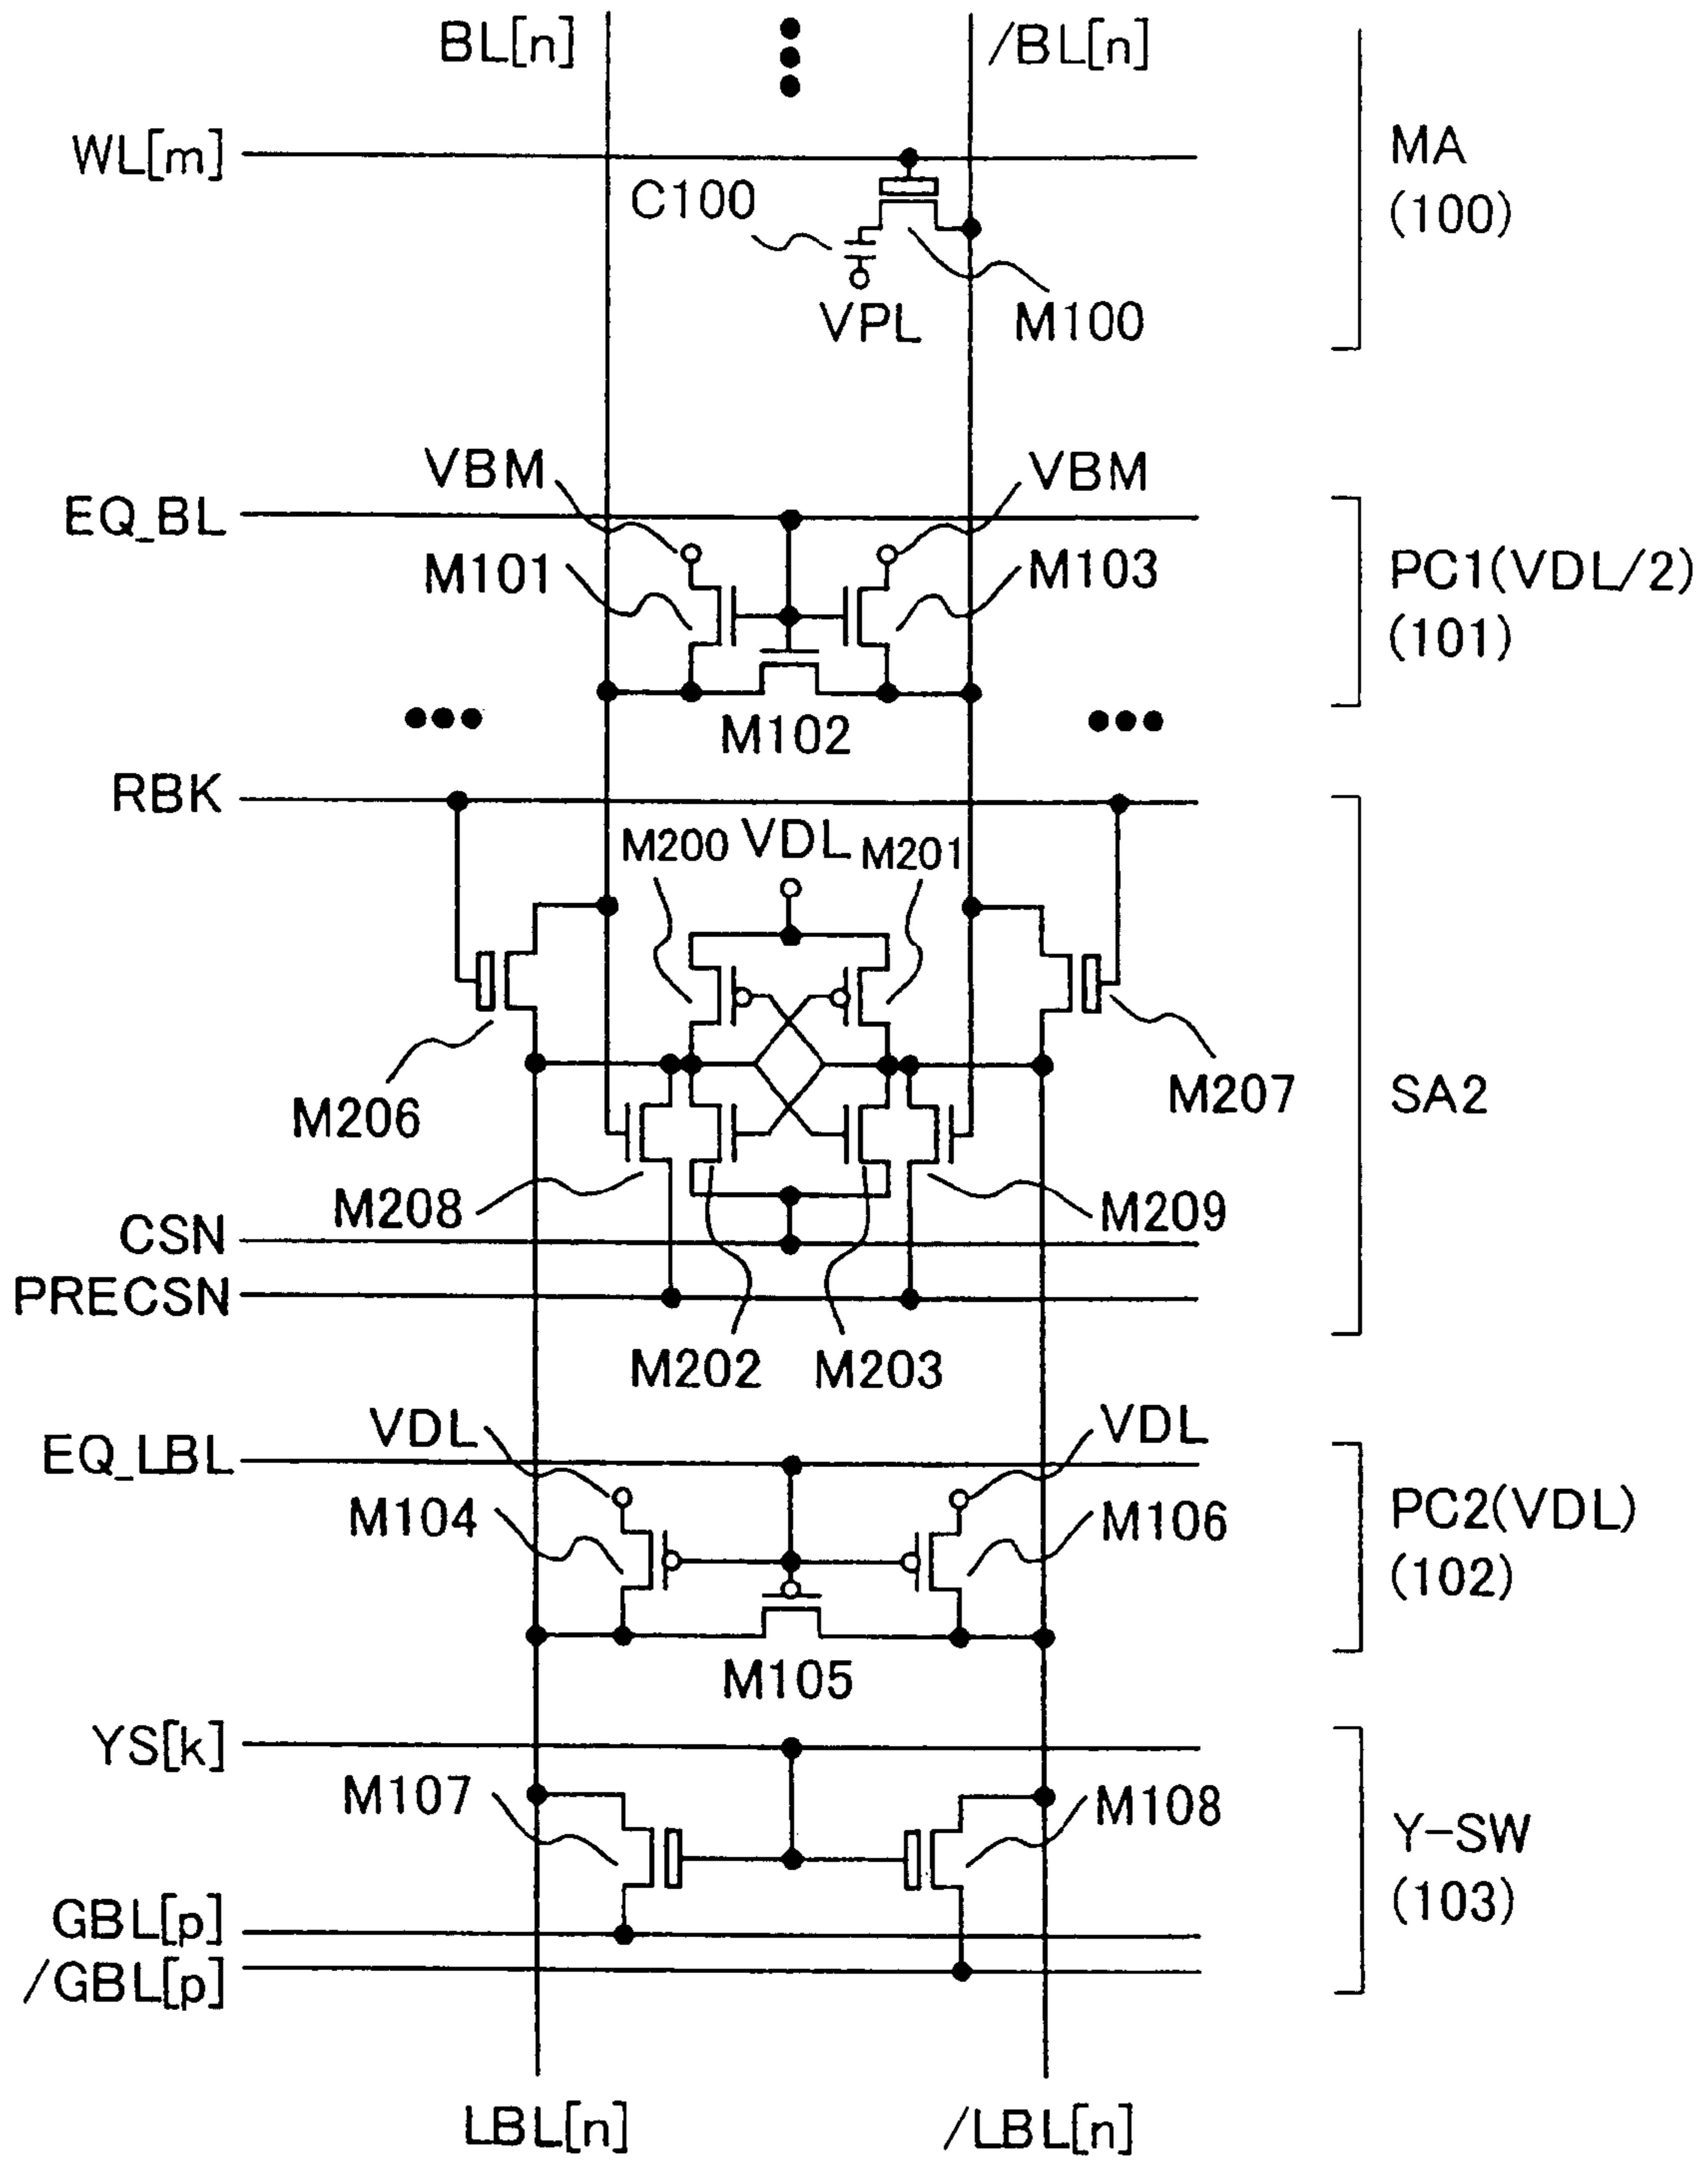 BL[n]
/BL[n]
WL[m]
C100
VPL
M100
MA
(100)
VBM
VBM
EQ_BL
M101
M103
M102
PC1(VDL/2)
(101)
RBK
M200
VDL
M201
M206
M207
M208
M209
SA2
CSN
PRECSN
M202
M203
VDL
VDL
EQ_LBL
M104
M106
M105
PC2(VDL)
(102)
YS[k]
M107
M108
Y-SW
(103)
GBL[p]
/GBL[p]
LBL[n]
/LBL[n]